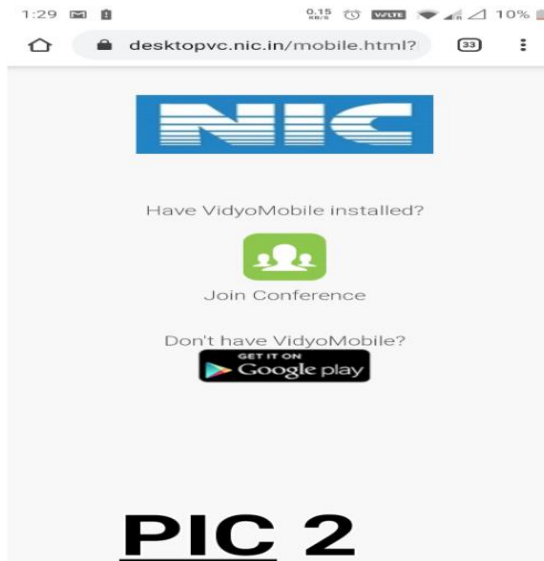 1:29 0.15 KB/S VoLTE R 10%
desktopvc.nic.in/mobile.html? 33
NIC
Have VidyoMobile installed?
Join Conference
Don't have VidyoMobile?
GET IT ON
Google play
PIC 2